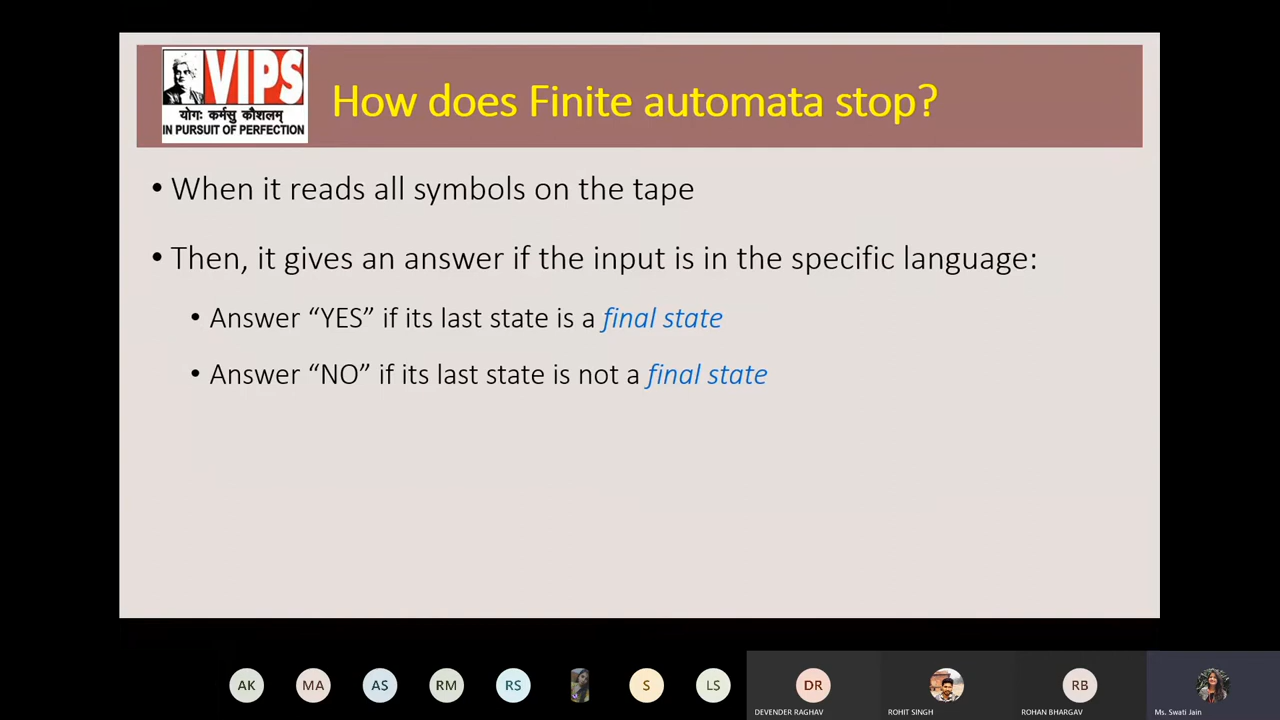 VIPS
योगः कर्मसु कौशलम्
IN PURSUIT OF PERFECTION
How does Finite automata stop?
• When it reads all symbols on the tape
• Then, it gives an answer if the input is in the specific language:
• Answer “YES” if its last state is a final state
• Answer “NO” if its last state is not a final state
AK MA AS RM RS S LS DR RB
DEVENDER RAGHAV ROHIT SINGH ROHAN BHARGAV Ms. Swati Jain